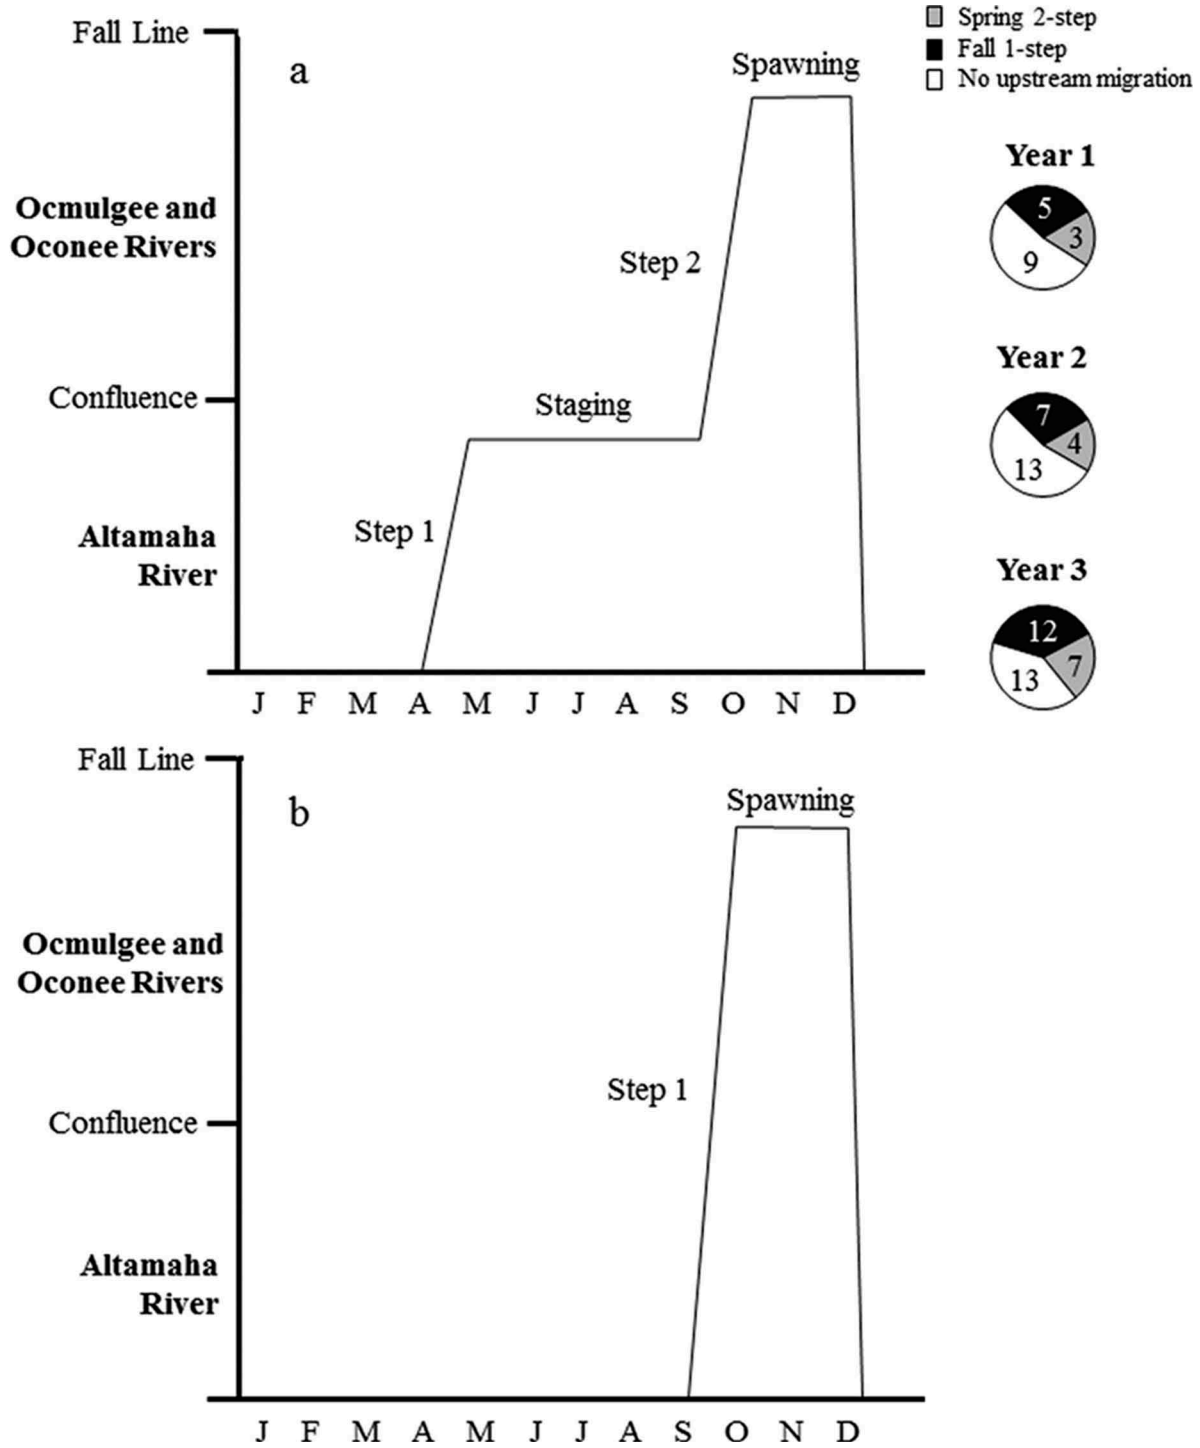 Spring 2-step
Fall 1-step
No upstream migration
Fall Line
a
Spawning
Year 1
5
3
9
Ocmulgee and
Oconee Rivers
Step 2
Year 2
7
4
13
Confluence
Staging
Step 1
Altamaha
River
Year 3
12
7
13
J F M A M J J A S O N D
Fall Line
b
Spawning
Ocmulgee and
Oconee Rivers
Step 1
Confluence
Altamaha
River
J F M A M J J A S O N D